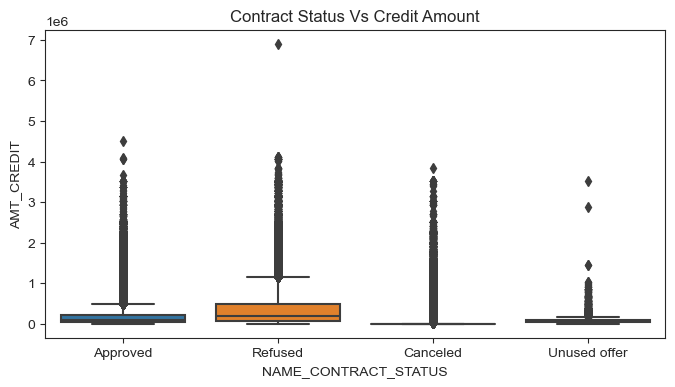 Contract Status Vs Credit Amount
1e6
7
6
5
4
3
2
1
0
AMT_CREDIT
Approved Refused Canceled Unused offer
NAME_CONTRACT_STATUS